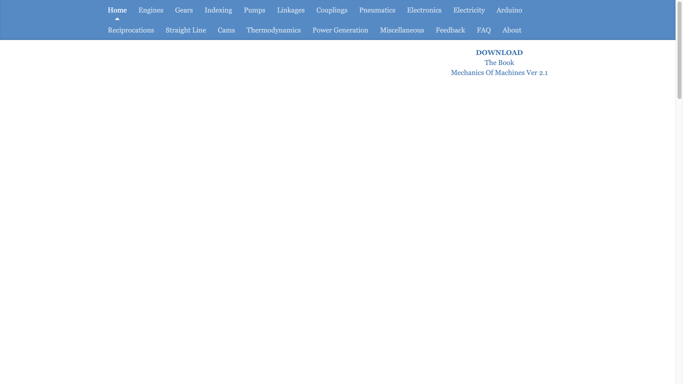 Home Engines Gears Indexing Pumps Linkages Couplings Pneumatics Electronics Electricity Arduino
Reciprocations Straight Line Cams Thermodynamics Power Generation Miscellaneous Feedback FAQ About
DOWNLOAD
The Book
Mechanics Of Machines Ver 2.1